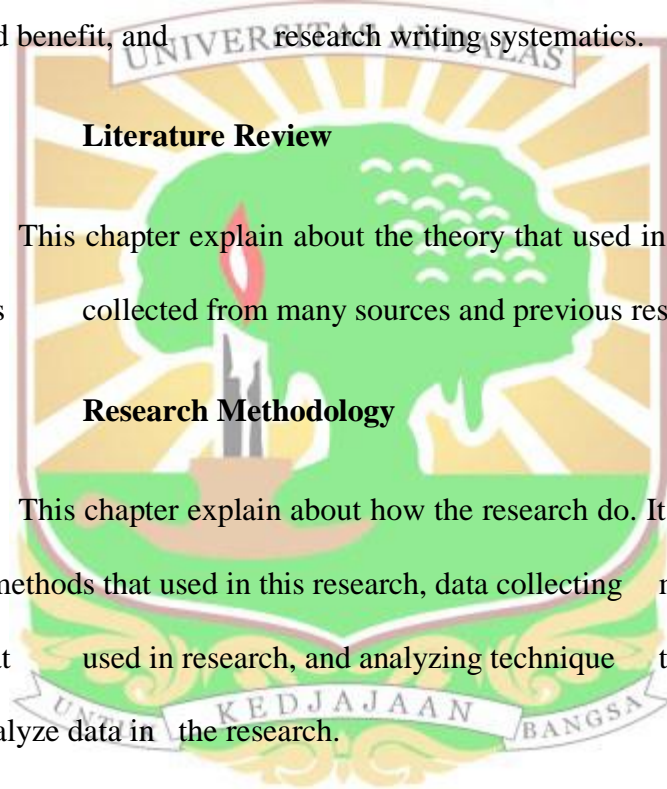 d benefit, and research writing systematics.
UNIVERSITAS ANDALAS
Literature Review
This chapter explain about the theory that used in
s collected from many sources and previous res
Research Methodology
This chapter explain about how the research do. It
methods that used in this research, data collecting
at used in research, and analyzing technique t
alyze data in the research.
UNTUK KEDJAJAAN BANGSA